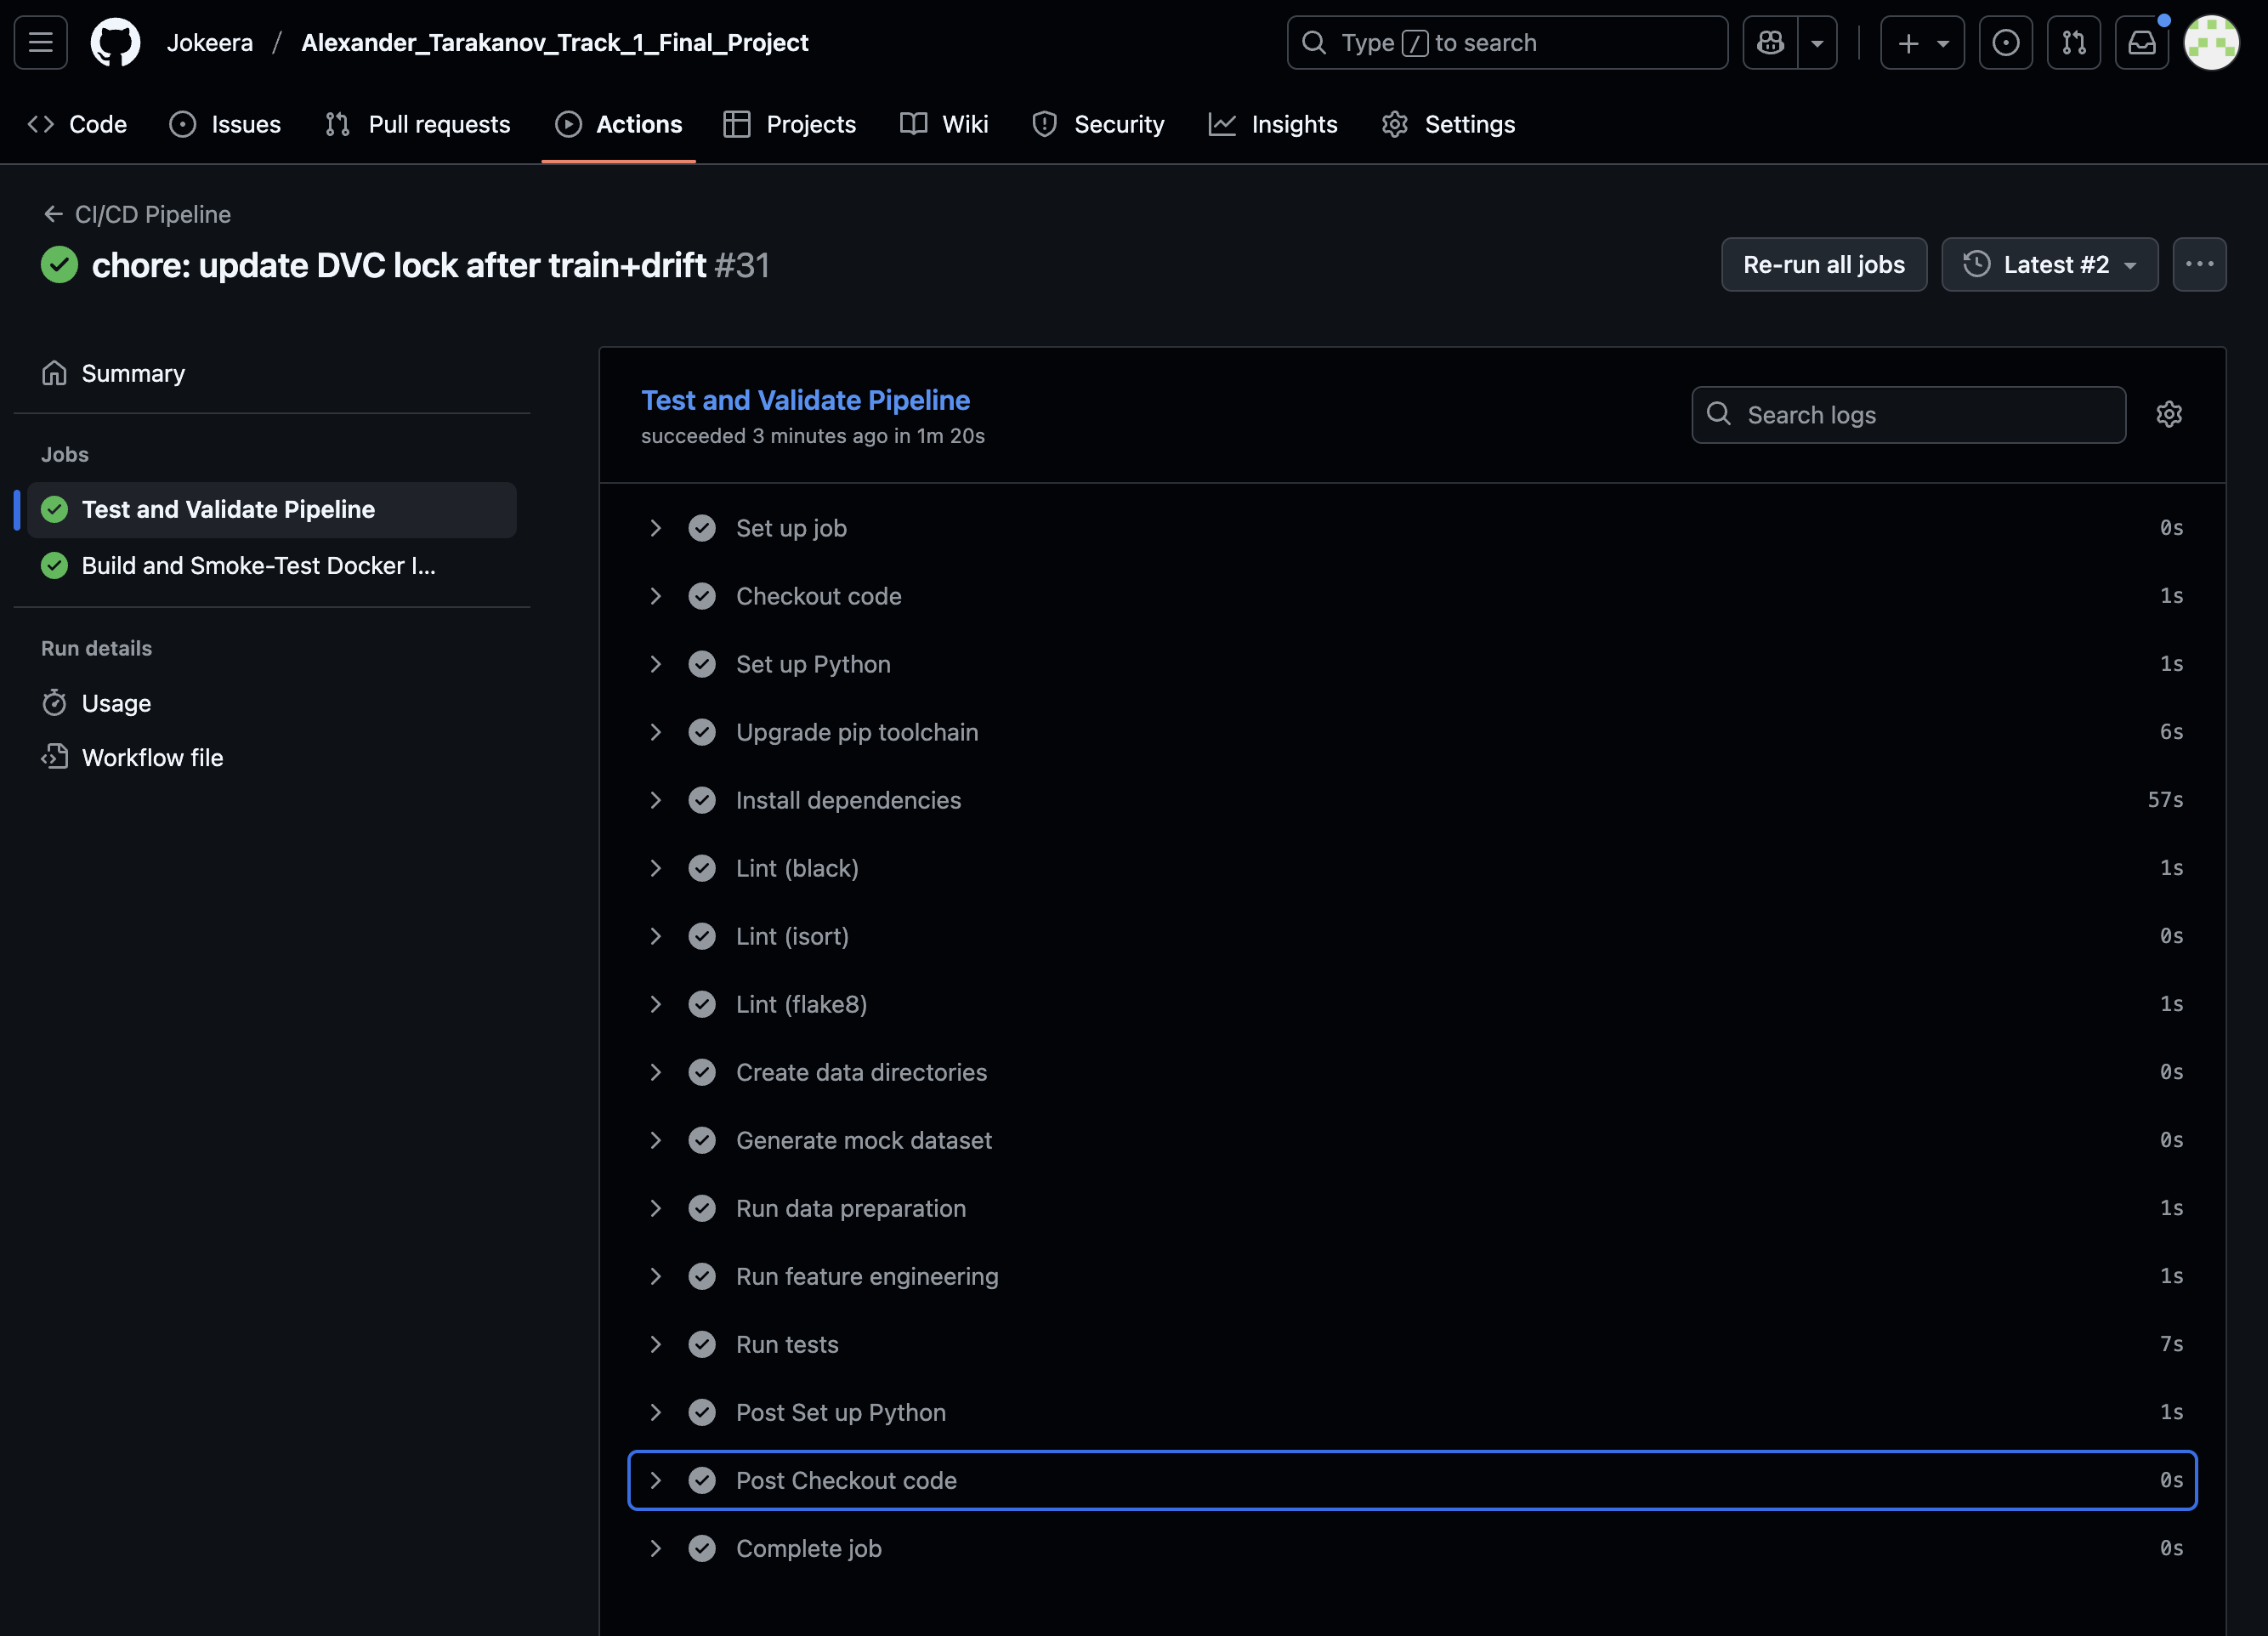 Jokeera / Alexander_Tarakanov_Track_1_Final_Project
Type / to search
Code Issues Pull requests Actions Projects Wiki Security Insights Settings
CI/CD Pipeline
chore: update DVC lock after train+drift #31
Re-run all jobs
Latest #2
Summary
Jobs
Test and Validate Pipeline
Build and Smoke-Test Docker I...
Run details
Usage
Workflow file
Test and Validate Pipeline
succeeded 3 minutes ago in 1m 20s
Search logs
Set up job 0s
Checkout code 1s
Set up Python 1s
Upgrade pip toolchain 6s
Install dependencies 57s
Lint (black) 1s
Lint (isort) 0s
Lint (flake8) 1s
Create data directories 0s
Generate mock dataset 0s
Run data preparation 1s
Run feature engineering 1s
Run tests 7s
Post Set up Python 1s
Post Checkout code 0s
Complete job 0s